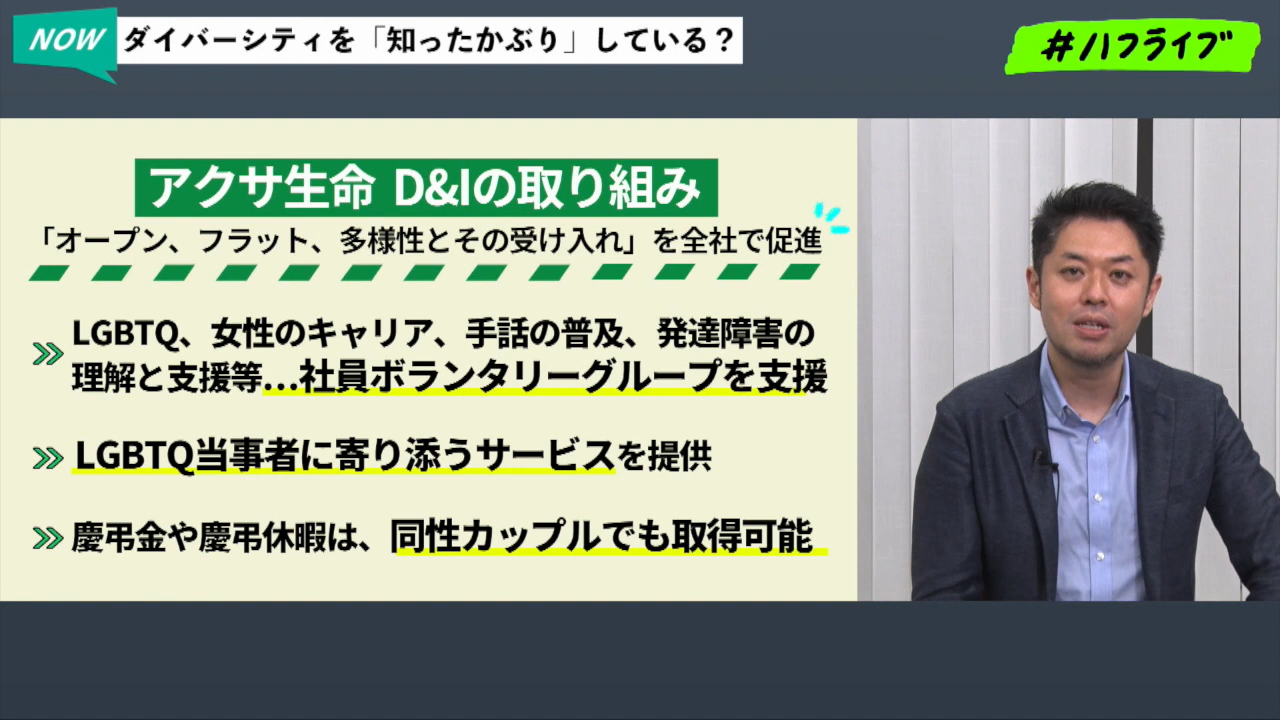 NOW
ダイバーシティを「知ったかぶり」している？
#ハフライブ
アクサ生命 D&Iの取り組み
「オープン、フラット、多様性とその受け入れ」を全社で促進
LGBTQ、女性のキャリア、手話の普及、発達障害の
理解と支援等…社員ボランタリーグループを支援
LGBTQ当事者に寄り添うサービスを提供
慶弔金や慶弔休暇は、同性カップルでも取得可能